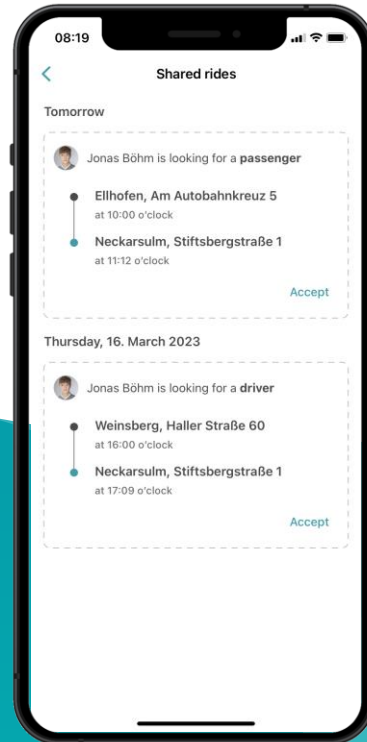 08:19
Shared rides
Tomorrow
Jonas Böhm is looking for a passenger
Ellhofen, Am Autobahnkreuz 5
at 10:00 o'clock
Neckarsulm, Stiftsbergstraße 1
at 11:12 o'clock
Accept
Thursday, 16. March 2023
Jonas Böhm is looking for a driver
Weinsberg, Haller Straße 60
at 16:00 o'clock
Neckarsulm, Stiftsbergstraße 1
at 17:09 o'clock
Accept